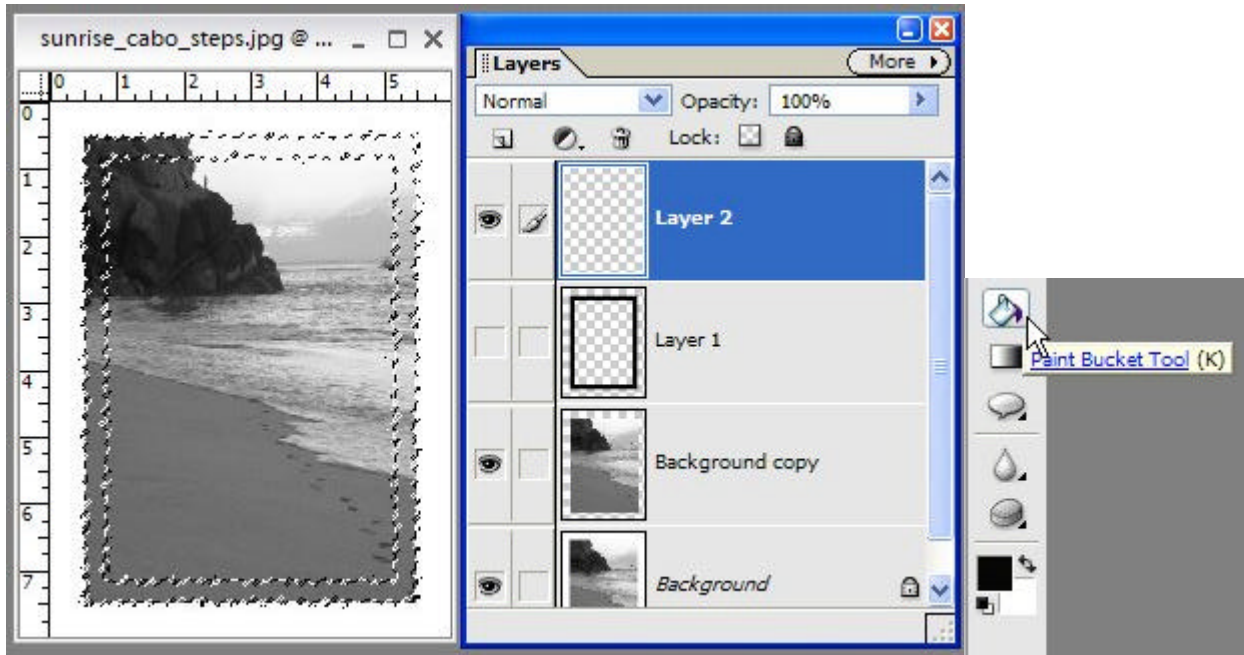 sunrise_cabo_steps.jpg @ ...
0 1 2 3 4 5
0
1
2
3
4
5
6
7
Layers
More
Normal Opacity: 100%
Lock:
Layer 2
Layer 1
Background copy
Background
Paint Bucket Tool (K)